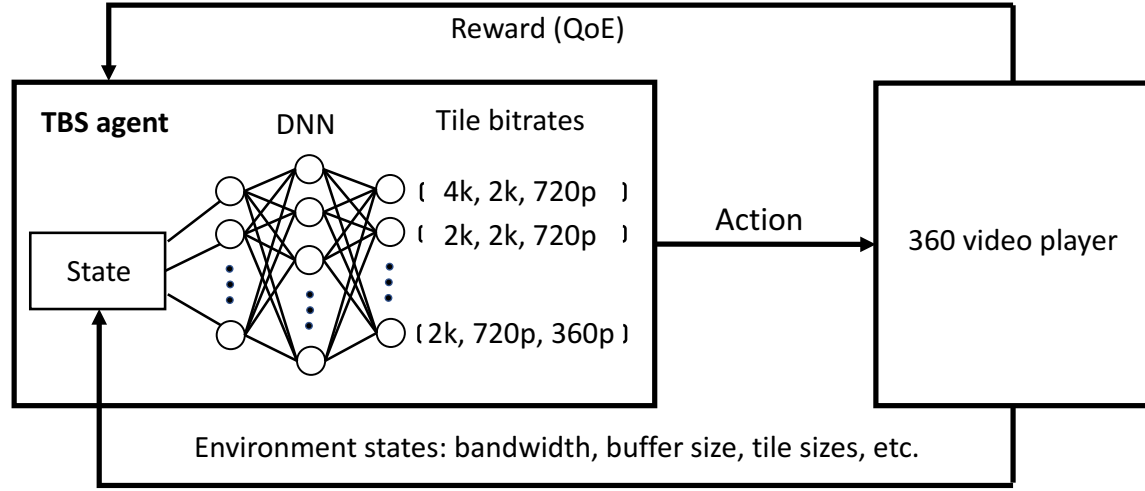 Reward (QoE)
TBS agent
DNN
Tile bitrates
( 4k, 2k, 720p )
( 2k, 2k, 720p )
(2k, 720p, 360p )
State
Action
360 video player
Environment states: bandwidth, buffer size, tile sizes, etc.